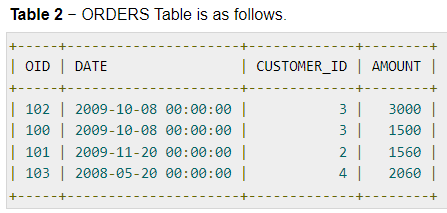 Table 2 − ORDERS Table is as follows.
+-----+---------------------+-------------+--------+
| OID | DATE                | CUSTOMER_ID | AMOUNT |
+-----+---------------------+-------------+--------+
| 102 | 2009-10-08 00:00:00 |           3 |   3000 |
| 100 | 2009-10-08 00:00:00 |           3 |   1500 |
| 101 | 2009-11-20 00:00:00 |           2 |   1560 |
| 103 | 2008-05-20 00:00:00 |           4 |   2060 |
+-----+---------------------+-------------+--------+